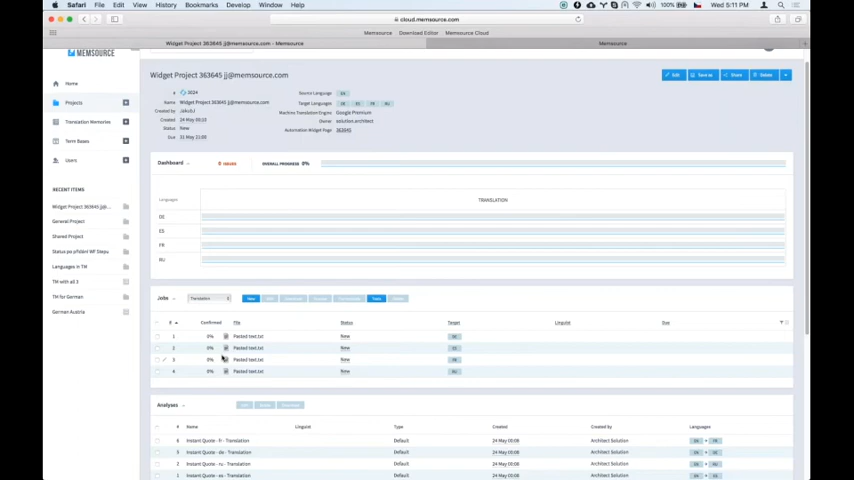 Safari File Edit View History Bookmarks Develop Window Help 100% Wed 5:11 PM
cloud.memsource.com
Memsource Download Editor Memsource Cloud
Widget Project 363645 jj@memsource.com - Memsource Memsource
MEMSOURCE
Home
Projects
Translation Memories
Term Bases
Users
RECENT ITEMS
Widget Project 363645 jj@...
General Project
Shared Project
Status po přidání WF Stepu
Languages in TM
TM with all 3
TM for German
German Austria
Widget Project 363645 jj@memsource.com
Edit Save as Share Delete
# 3024
Name Widget Project 363645 jj@memsource.com
Created by JakubJ
Created
Status New
Due 31 May 21:00
Source Language EN
Target Languages DE ES FR RU
Machine Translation Engine Google Premium
Owner solution.architect
Automation Widget Page 363645
Dashboard 0 ISSUES OVERALL PROGRESS 0%
Languages TRANSLATION
DE
ES
FR
RU
Jobs Translation New Tools
# Confirmed File Status Target Linguist Due
1 0% Pasted text.txt New DE
2 0% Pasted text.txt New ES
3 0% Pasted text.txt New FR
4 0% Pasted text.txt New RU
Analyses
# Name Linguist Type Created Created by Languages
6 Instant Quote - fr - Translation Default 24 May 00:08 Architect Solution EN FR
5 Instant Quote - de - Translation Default 24 May 00:08 Architect Solution EN DE
2 Instant Quote - ru - Translation Default 24 May 00:08 Architect Solution EN RU
1 Instant Quote - es - Translation Default 24 May 00:08 Architect Solution EN ES